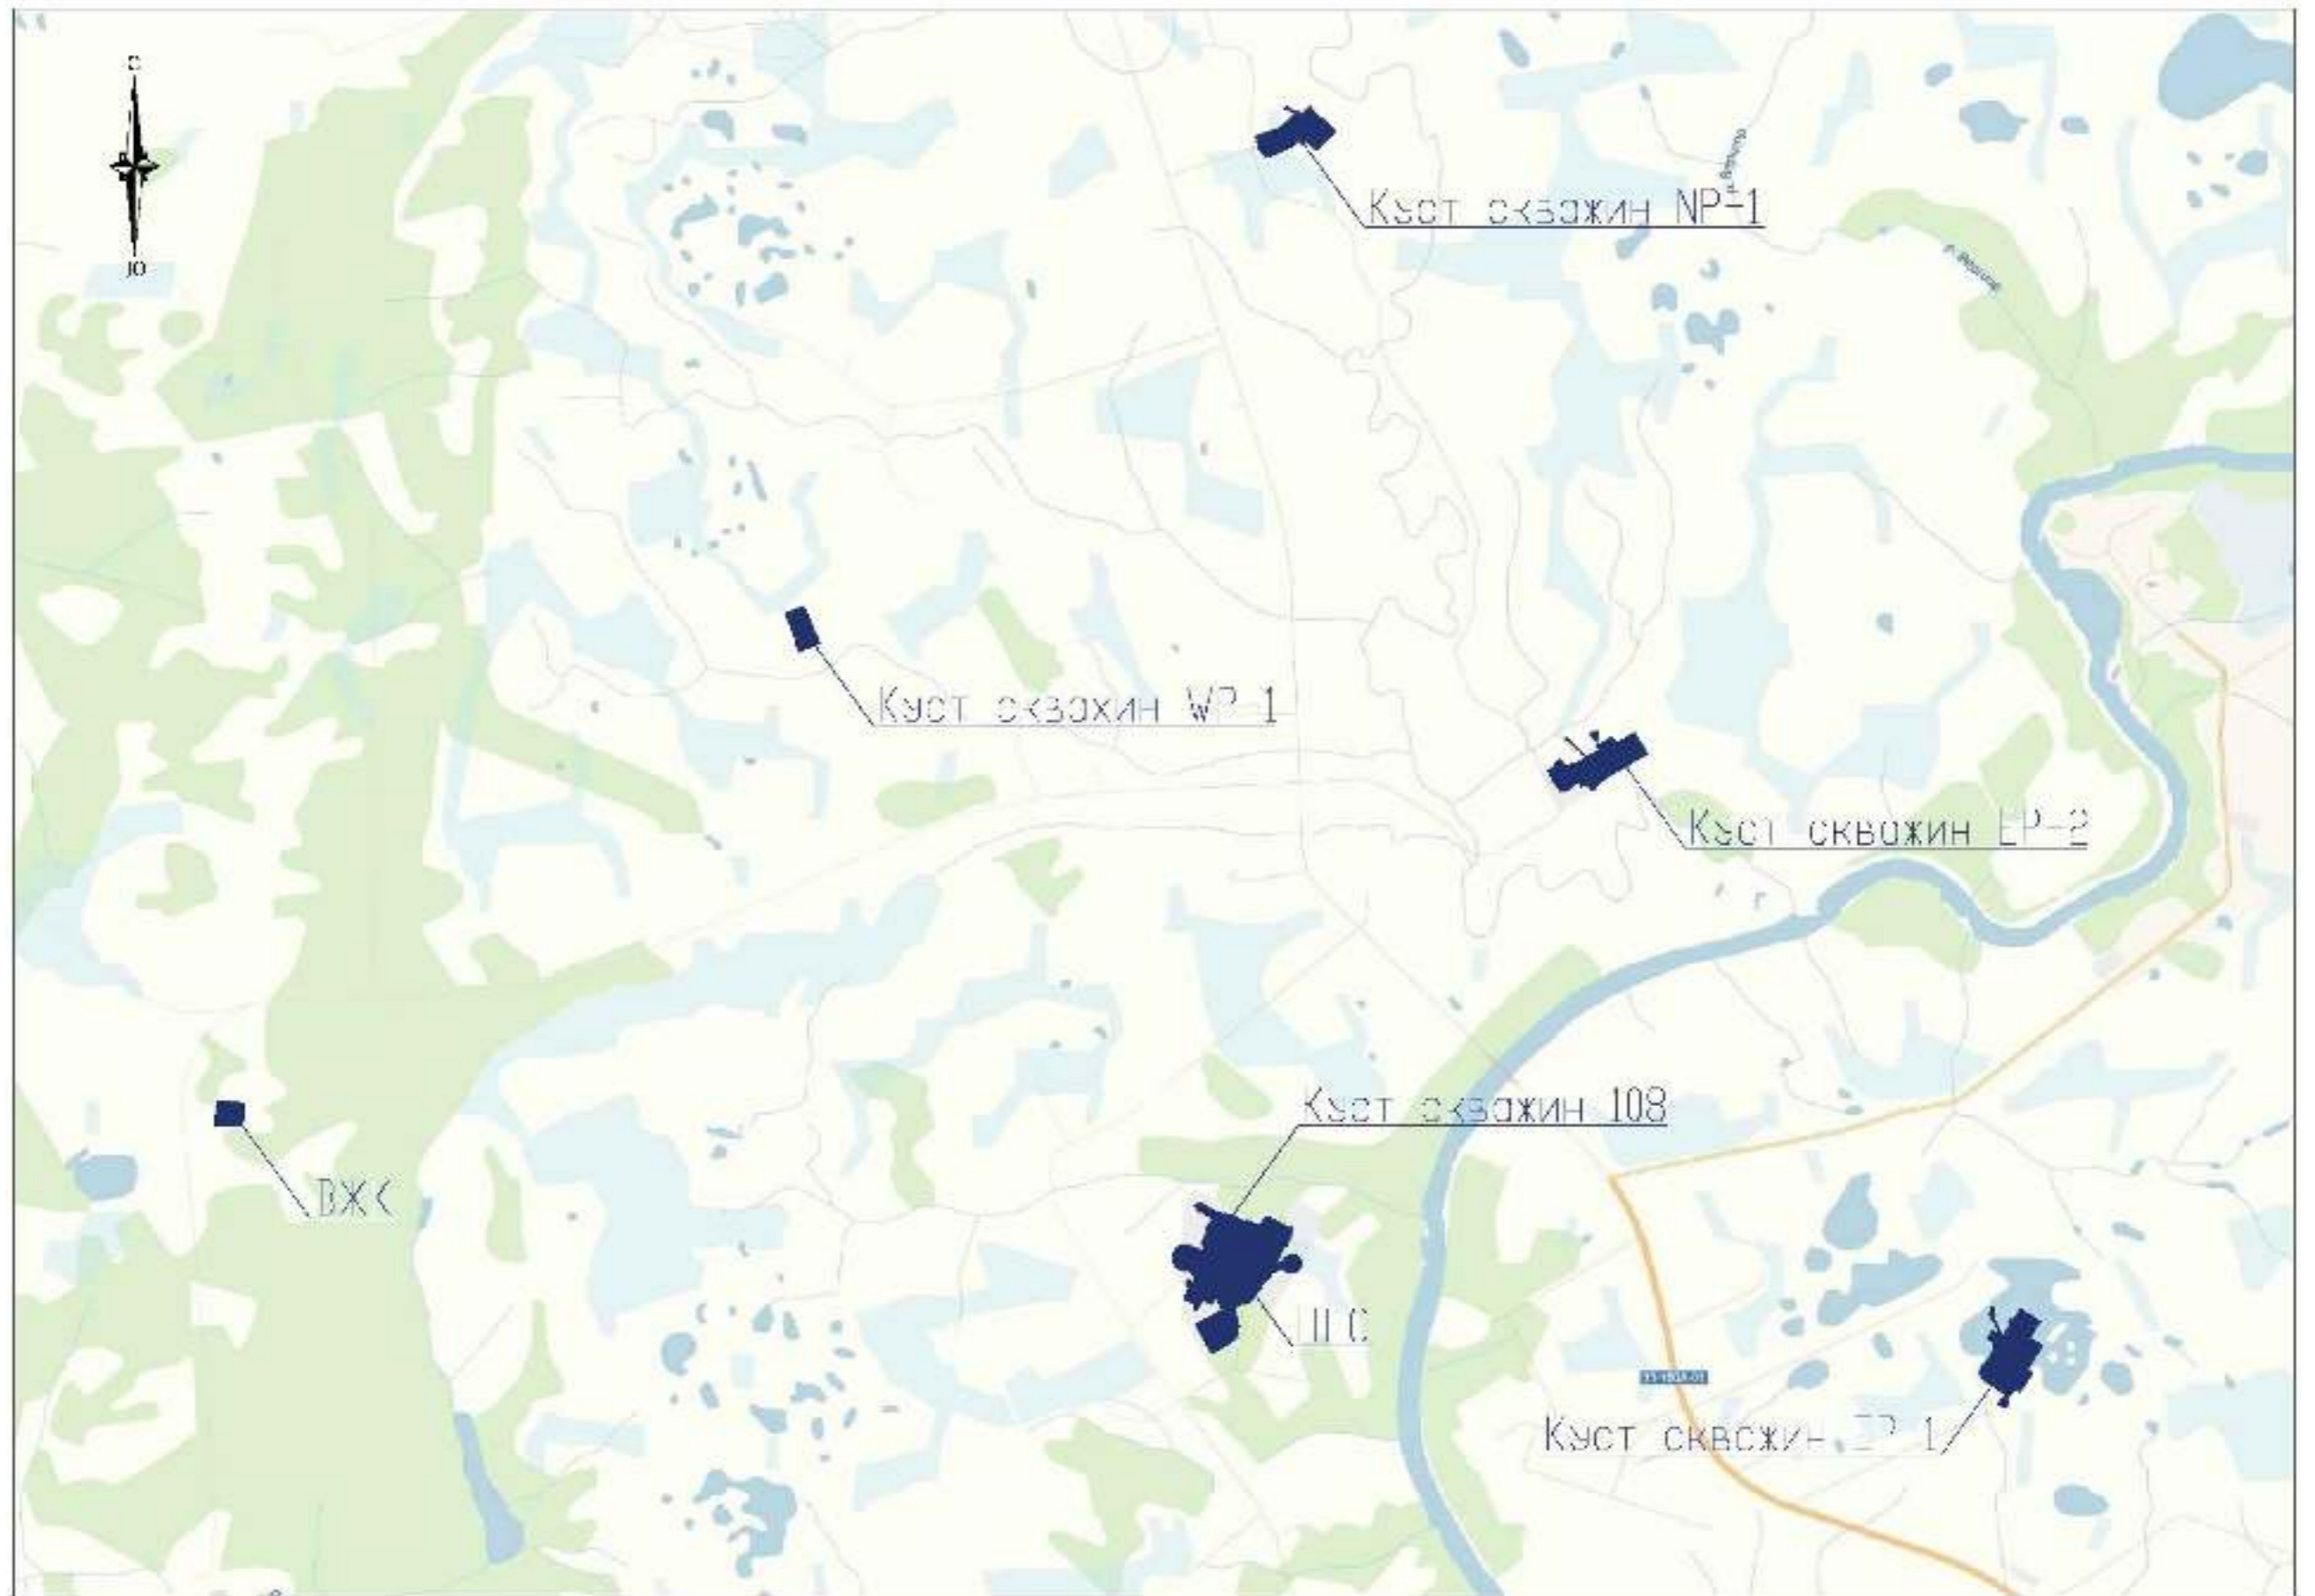 С
Ю
Куст скважин NP-1
Куст скважин WP-1
Куст скважин EP-2
Куст скважин 108
ВЖК
Куст скважин EP-1